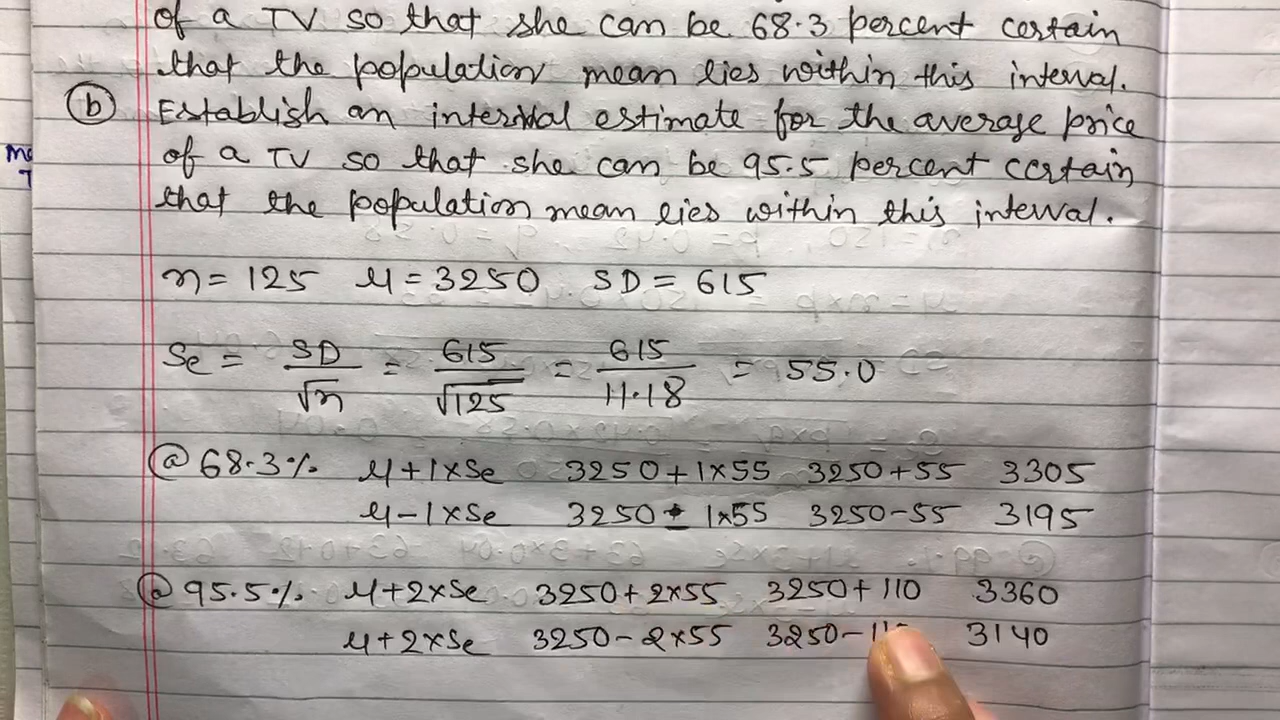 of a TV so that she can be 68.3 percent certain
that the population mean lies within this interval.
(b) Establish an interval estimate for the average price
of a TV so that she can be 95.5 percent certain
that the population mean lies within this interval.
n = 125 μ = 3250 SD = 615
Se = SD/√n = 615/√125 = 615/11.18 = 55.0
@ 68.3% μ+1×Se 3250+1×55 3250+55 3305
μ-1×Se 3250-1×55 3250-55 3195
@ 95.5% μ+2×Se 3250+2×55 3250+110 3360
μ+2×Se 3250-2×55 3250- 3140